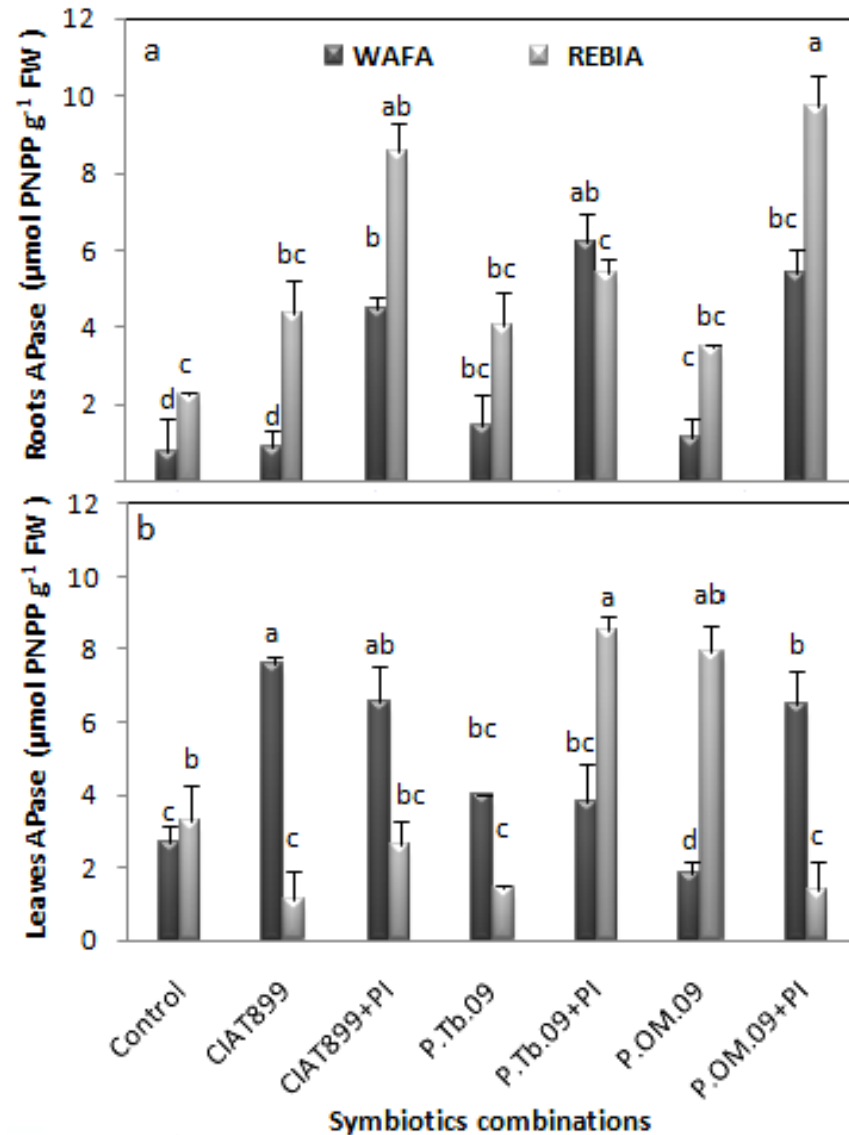 a
WAFA REBIA
Roots APase (µmol PNPP g⁻¹ FW )
12
10
8
6
4
2
d c
d bc
b ab
bc bc
ab c
c bc
bc a
b
Leaves APase (µmol PNPP g⁻¹ FW )
12
10
8
6
4
2
0
c b
a c
ab bc
bc c
bc a
d ab
b c
Control
CIAT899
CIAT899+PI
P.Tb.09
P.Tb.09+PI
P.OM.09
P.OM.09+PI
Symbiotics combinations